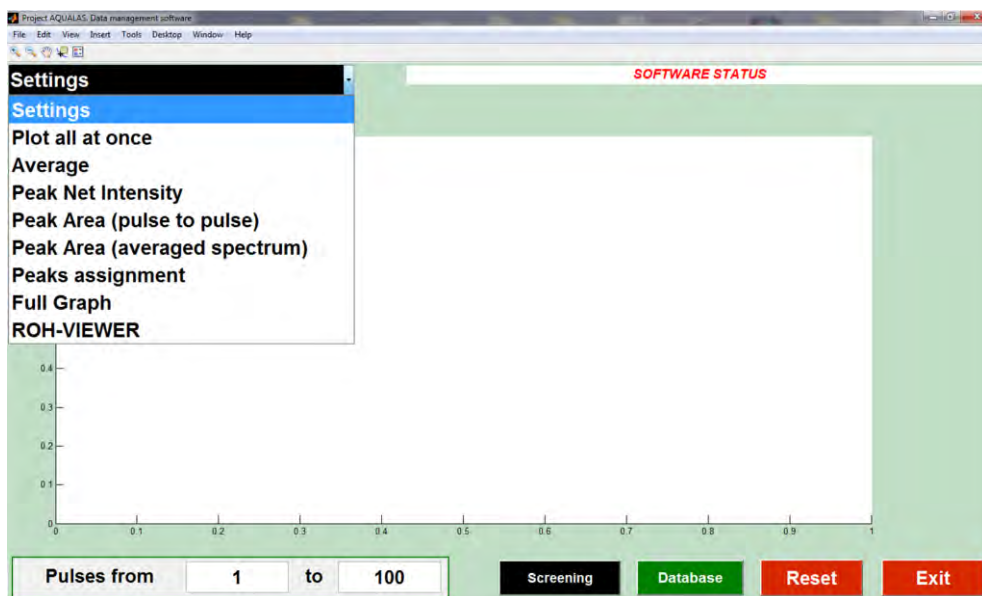 Project AQUALAS. Data management software
File Edit View Insert Tools Desktop Window Help
Settings
SOFTWARE STATUS
Settings
Plot all at once
Average
Peak Net Intensity
Peak Area (pulse to pulse)
Peak Area (averaged spectrum)
Peaks assignment
Full Graph
ROH-VIEWER
0.4
0.3
0.2
0.1
0
0 0.1 0.2 0.3 0.4 0.5 0.6 0.7 0.8 0.9 1
Pulses from 1 to 100 Screening Database Reset Exit